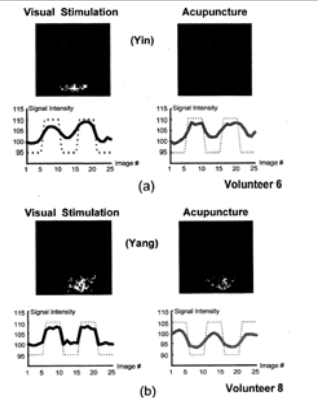 Visual Stimulation Acupuncture
(Yin)
Signal Intensity Signal Intensity
115 115
110 110
105 105
100 100
95 95
Image # Image #
1 5 10 15 20 25 1 5 10 15 20 25
(a) Volunteer 6
Visual Stimulation Acupuncture
(Yang)
Signal Intensity Signal Intensity
115 110
110 105
105 100
100 95
95 90
Image # Image #
1 5 10 15 20 25 1 5 10 15 20 25
(b) Volunteer 8